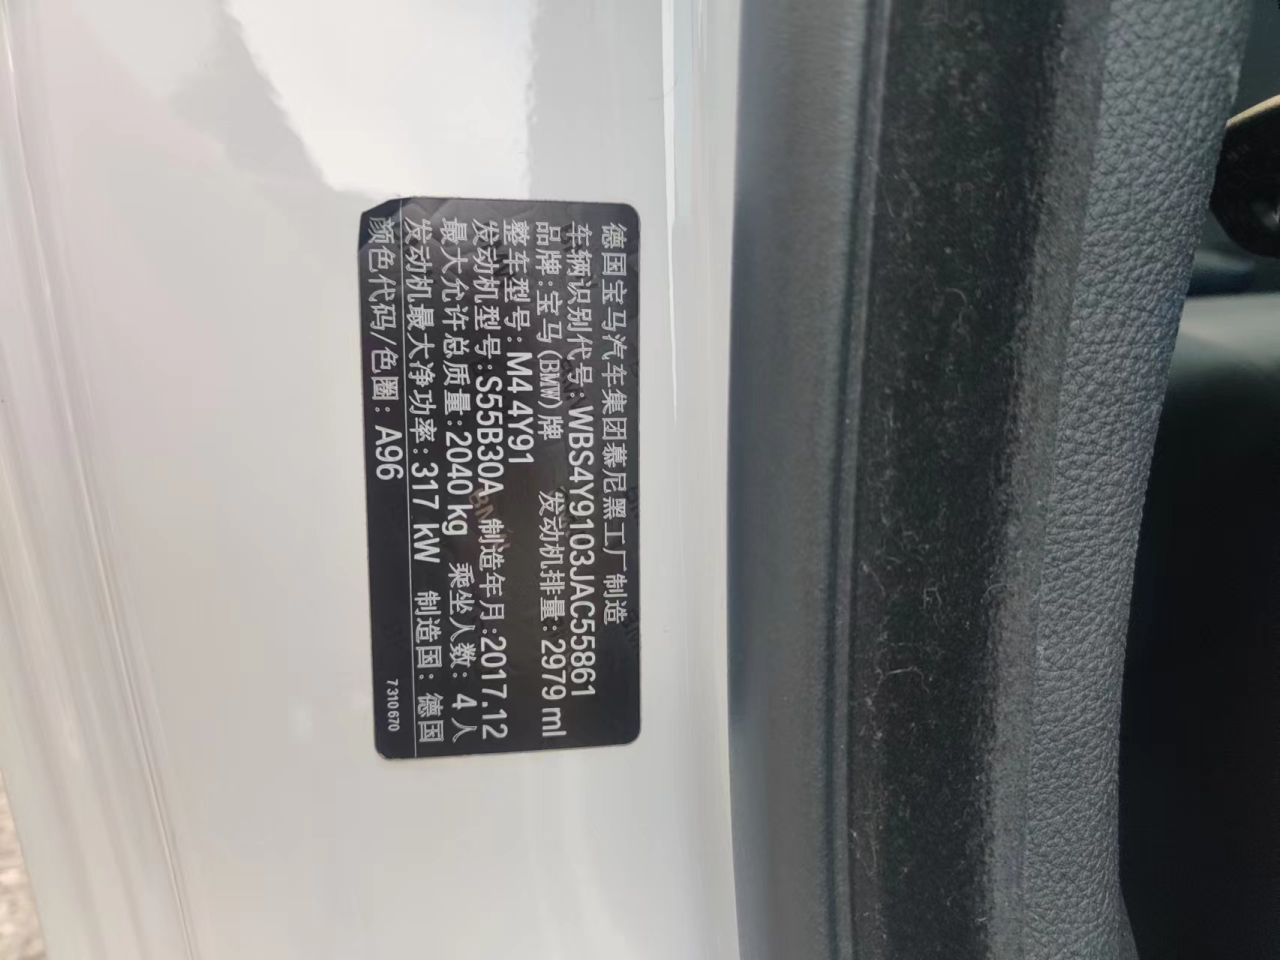 德国宝马汽车集团慕尼黑工厂制造
车辆识别代号:WBS4Y9103JAC55861
品牌:宝马(BMW)牌 发动机排量:2979 ml
整车型号:M4 4Y91
发动机型号:S55B30A 制造年月:2017.12
最大允许总质量:2040 kg 乘坐人数:4人
发动机最大净功率:317 kW 制造国:德国
颜色代码/色圈:A96 7310670